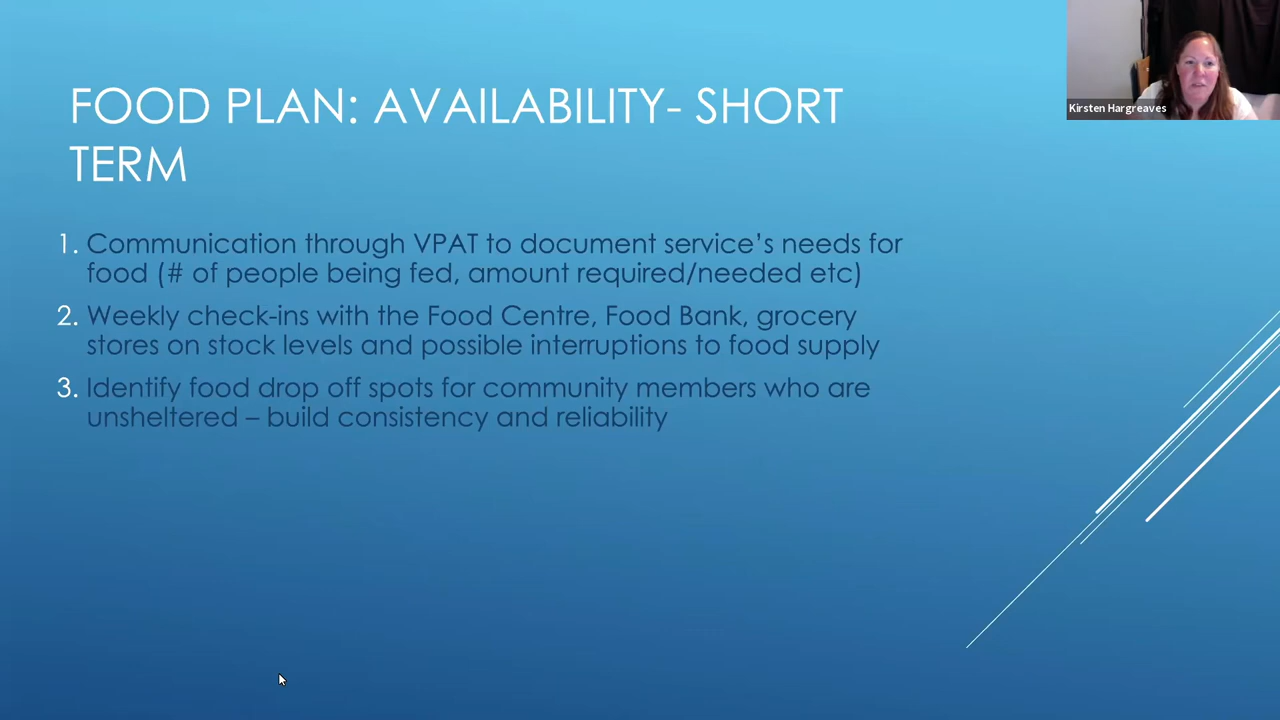 FOOD PLAN: AVAILABILITY- SHORT
TERM
1. Communication through VPAT to document service’s needs for
food (# of people being fed, amount required/needed etc)
2. Weekly check-ins with the Food Centre, Food Bank, grocery
stores on stock levels and possible interruptions to food supply
3. Identify food drop off spots for community members who are
unsheltered – build consistency and reliability
Kirsten Hargreaves